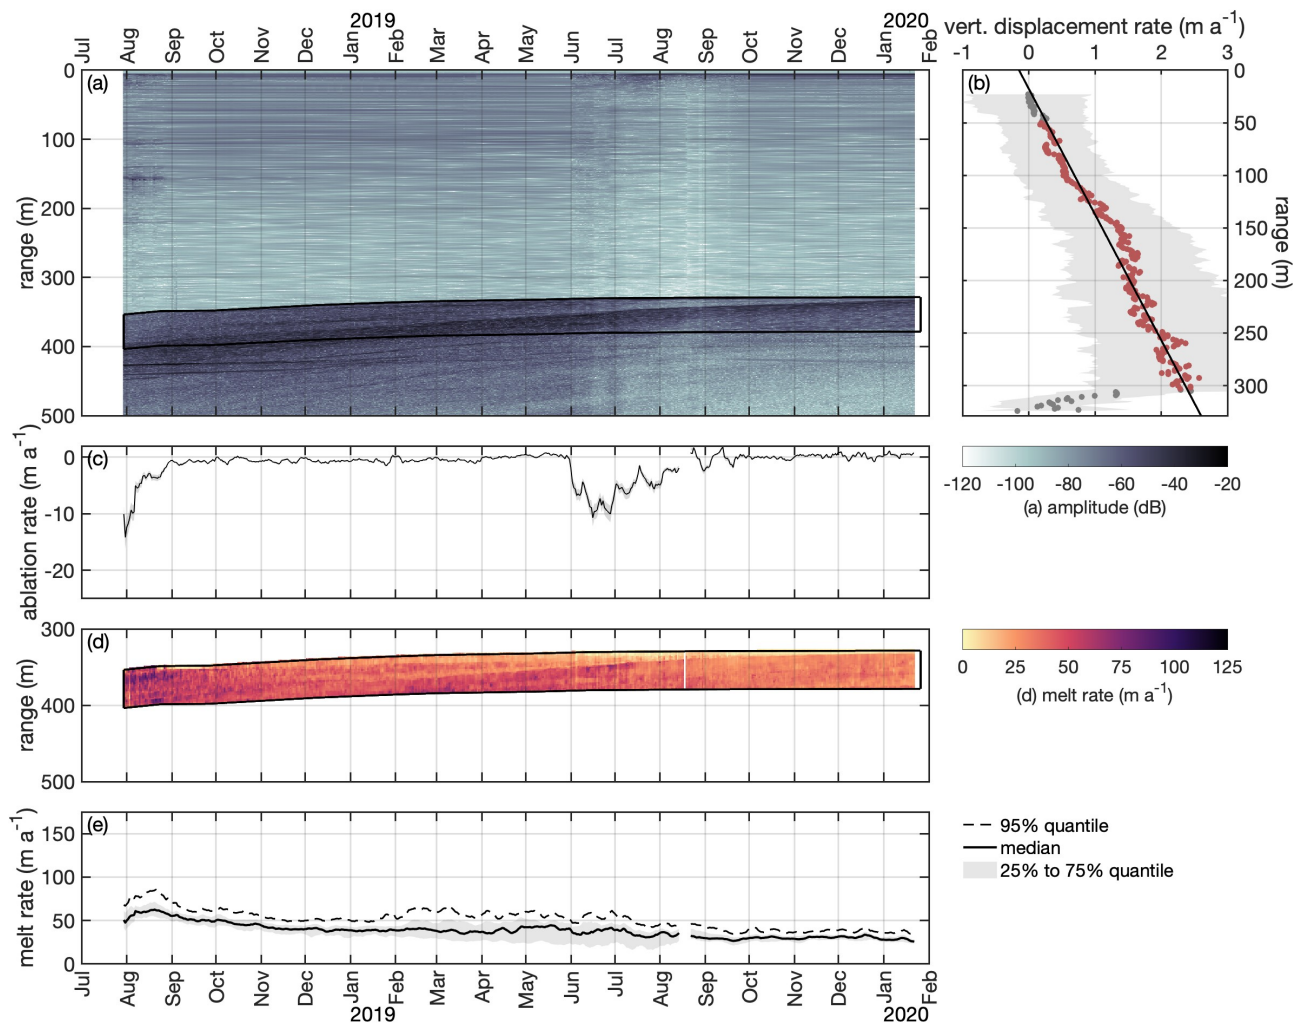 2019
2020
Jul Aug Sep Oct Nov Dec Jan Feb Mar Apr May Jun Jul Aug Sep Oct Nov Dec Jan Feb
vert. displacement rate (m a⁻¹)
-1 0 1 2 3
(a)
0
100
200
300
400
500
range (m)
(b)
0
50
100
150
200
250
300
range (m)
(c)
0
-10
-20
ablation rate (m a⁻¹)
-120 -100 -80 -60 -40 -20
(a) amplitude (dB)
(d)
300
400
500
range (m)
0 25 50 75 100 125
(d) melt rate (m a⁻¹)
(e)
150
100
50
0
melt rate (m a⁻¹)
95% quantile
median
25% to 75% quantile
Jul Aug Sep Oct Nov Dec Jan Feb Mar Apr May Jun Jul Aug Sep Oct Nov Dec Jan Feb
2019
2020